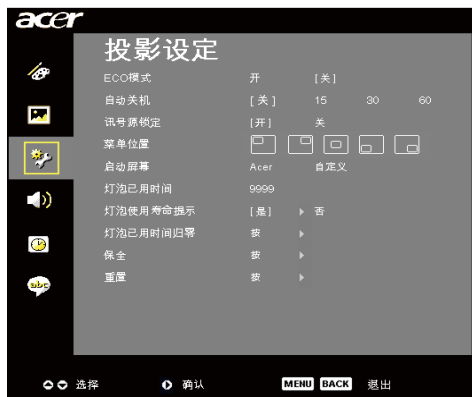 acer
投影设定
ECO模式 开 [关]
自动关机 [关] 15 30 60
讯号源锁定 [开] 关
菜单位置
启动屏幕 Acer 自定义
灯泡已用时间 9999
灯泡使用寿命提示 [是] 否
灯泡已用时间归零 按
保全 按
重置 按
abc
选择 确认 MENU BACK 退出